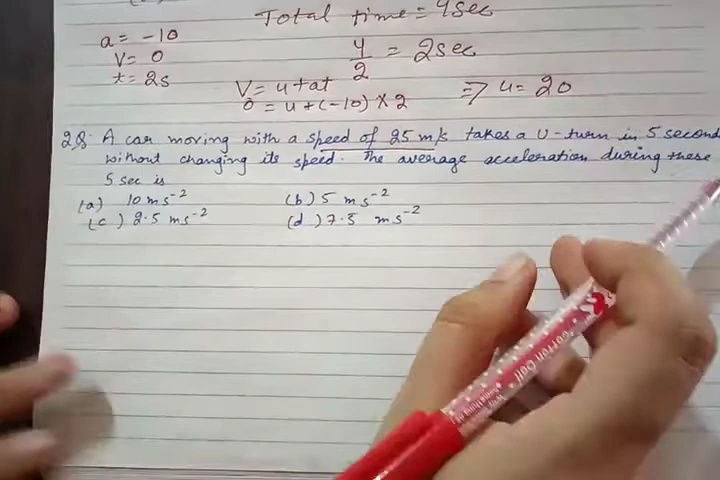 Total time = 4sec
a = -10
V = 0
t = 2s
4/2 = 2sec
V = u + at
0 = u + (-10) × 2 ⇒ u = 20
28. A car moving with a speed of 25 m/s takes a U-turn in 5 second
without changing its speed. The average acceleration during these
5 sec is
(a) 10 ms⁻² (b) 5 ms⁻²
(c) 2.5 ms⁻² (d) 7.5 ms⁻²